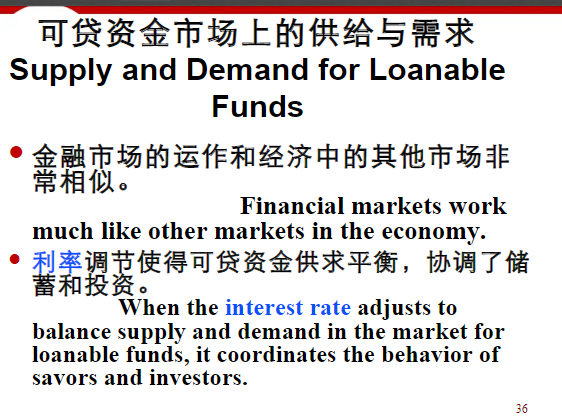 可贷资金市场上的供给与需求
Supply and Demand for Loanable
Funds
金融市场的运作和经济中的其他市场非
常相似。
Financial markets work
much like other markets in the economy.
利率调节使得可贷资金供求平衡，协调了储
蓄和投资。
When the interest rate adjusts to
balance supply and demand in the market for
loanable funds, it coordinates the behavior of
savors and investors.
36